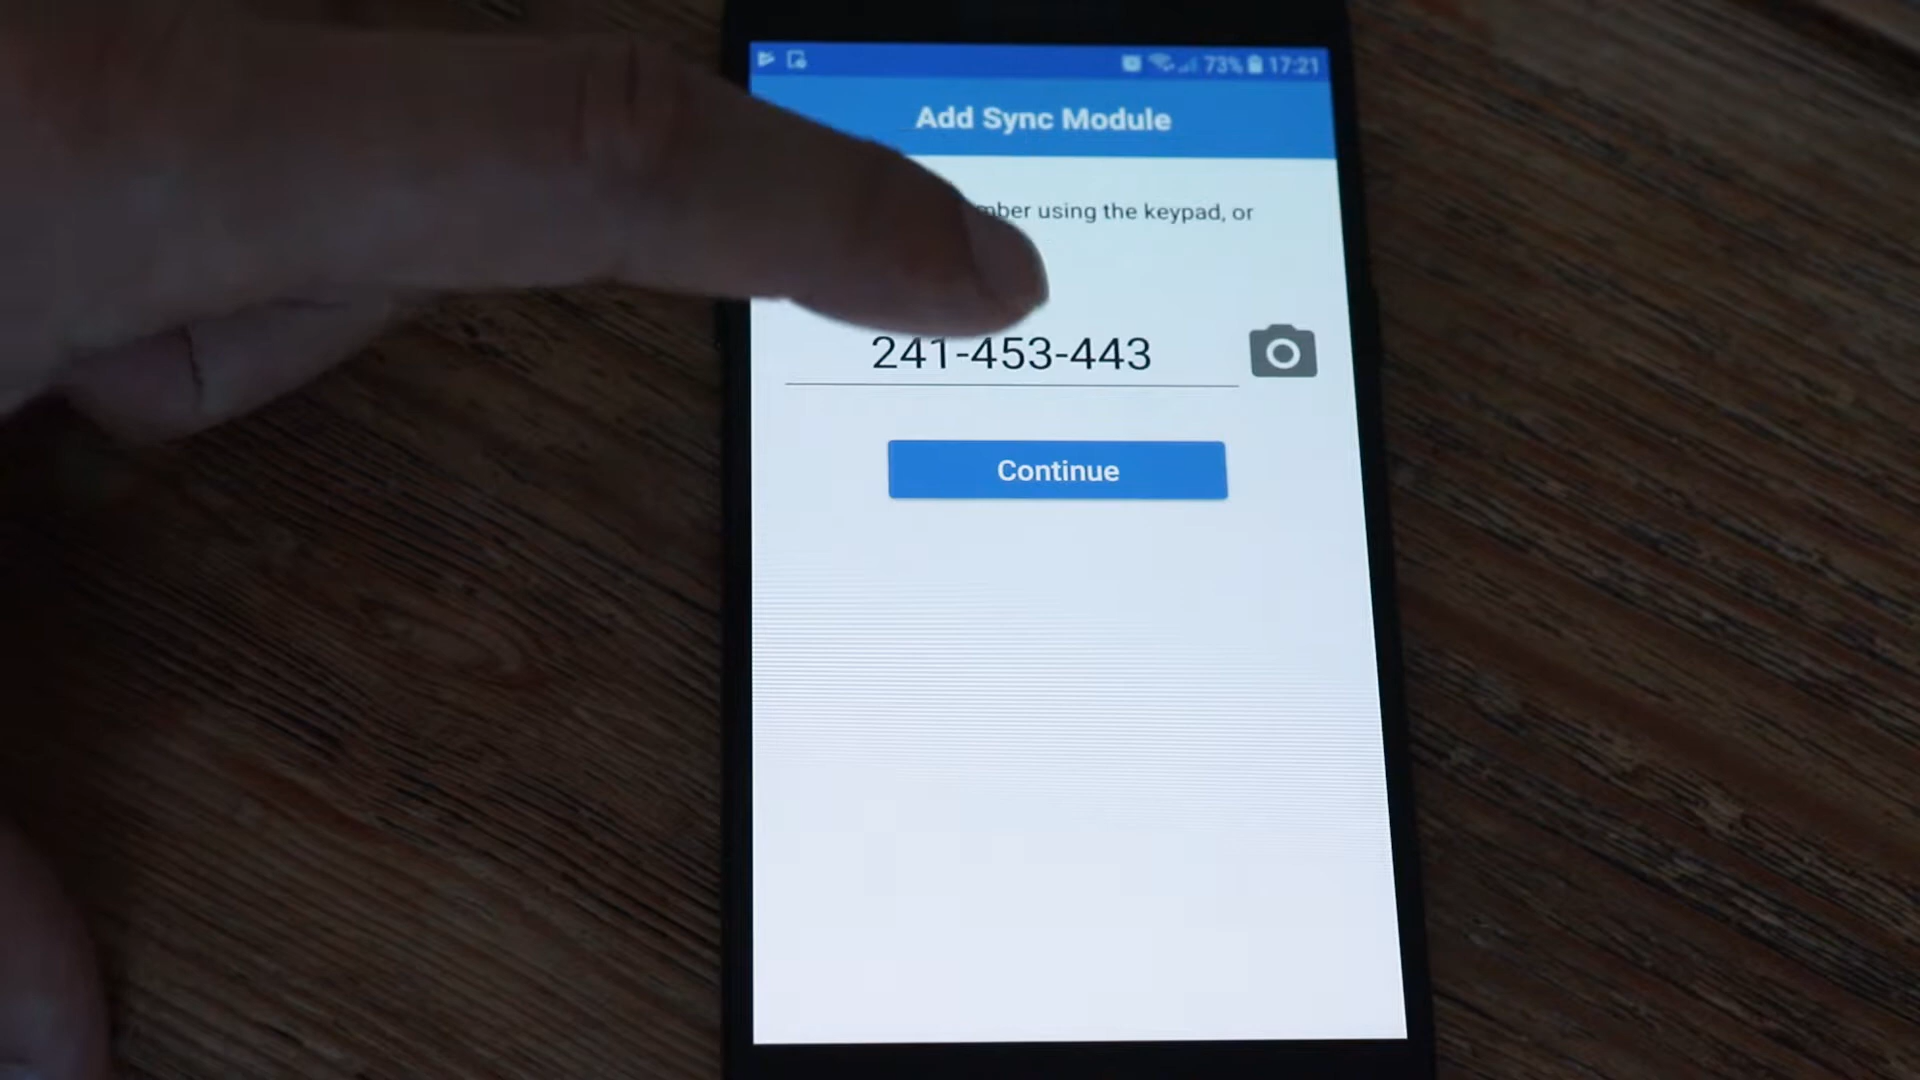 73% 17:21
Add Sync Module
using the keypad, or
241-453-443
Continue